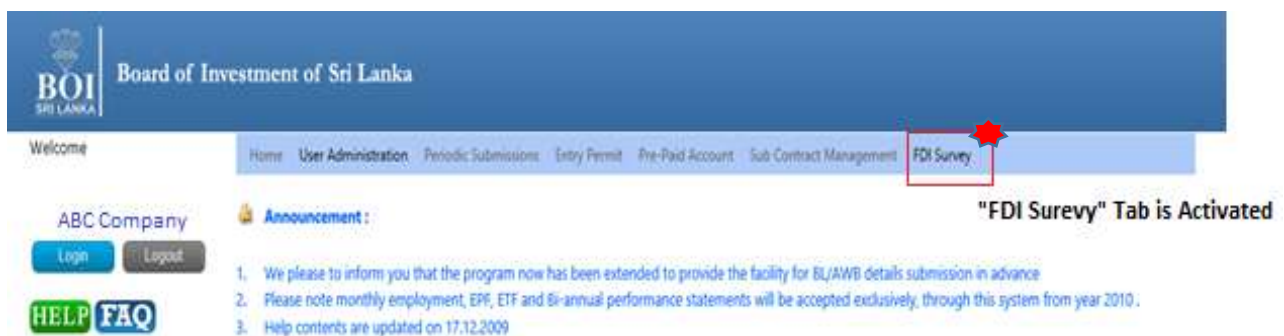 BOI
SRI LANKA
Board of Investment of Sri Lanka
Welcome
Home User Administration Periodic Submissions Entry Permit Pre-Paid Account Sub Contract Management FDI Survey
"FDI Surevy" Tab is Activated
ABC Company
Announcement :
Login Logout
1. We please to inform you that the program now has been extended to provide the facility for BL/AWB details submission in advance
2. Please note monthly employment, EPF, ETF and Bi-annual performance statements will be accepted exclusively, through this system from year 2010 .
3. Help contents are updated on 17.12.2009
HELP FAQ